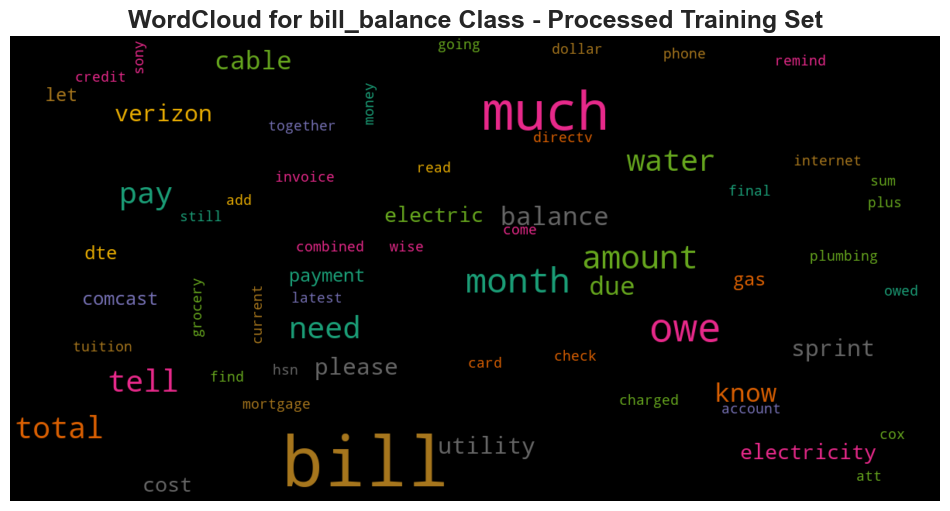 WordCloud for bill_balance Class - Processed Training Set
going
dollar
phone
remind
sony
cable
credit
let
money
verizon
together
much
directv
water
internet
read
invoice
pay
add
still
final
sum
plus
electric
balance
come
combined
wise
dte
amount
plumbing
payment
month
due
gas
owed
comcast
latest
grocery
current
need
owe
tuition
sprint
hsn
please
card
check
tell
find
know
mortgage
charged
account
total
bill
utility
cox
electricity
att
cost